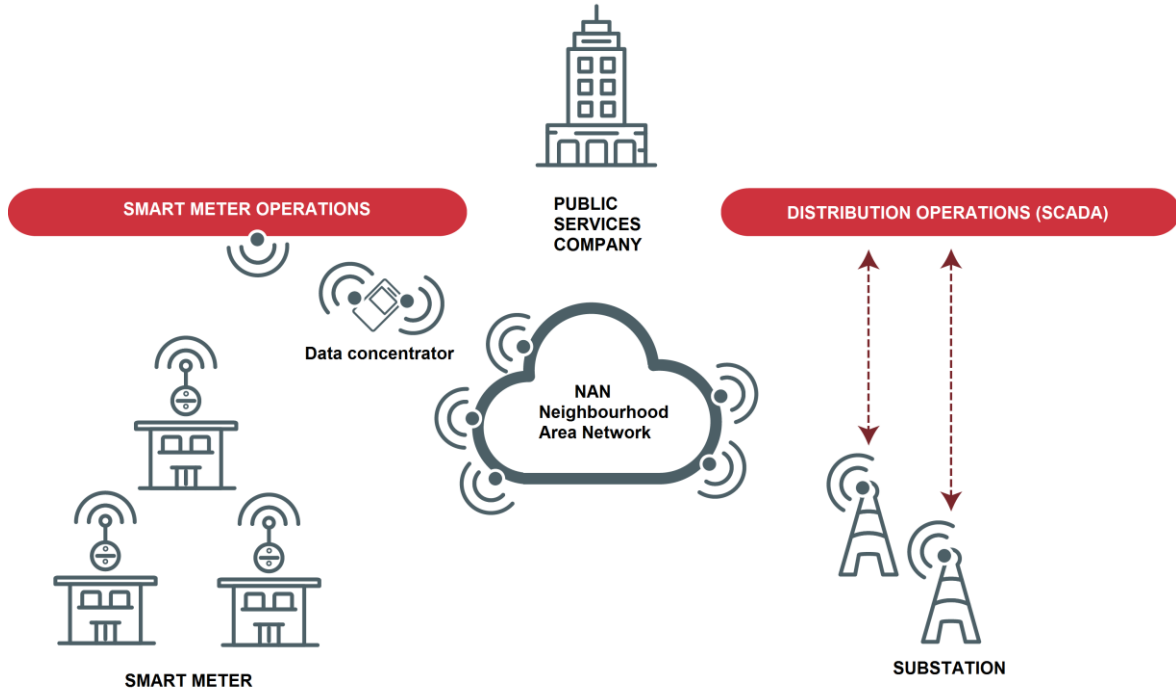 PUBLIC
SERVICES
COMPANY
SMART METER OPERATIONS
DISTRIBUTION OPERATIONS (SCADA)
Data concentrator
NAN
Neighbourhood
Area Network
SMART METER
SUBSTATION